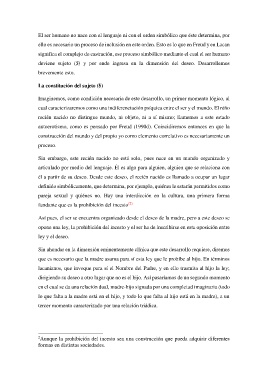 El ser humano no nace con el lenguaje ni con el orden simbólico que éste determina, por
ello es necesario un proceso de inclusión en este orden. Esto es lo que en Freud y en Lacan
significa el complejo de castración, ese proceso simbólico mediante el cual el ser humano
deviene sujeto ($) y por ende ingresa en la dimensión del deseo. Desarrollemos
brevemente esto.
La constitución del sujeto ($)
Imaginemos, como condición necesaria de este desarrollo, un primer momento lógico, al
cual caracterizaremos como una indiferenciación psíquica entre el ser y el mundo. El niño
recién nacido no distingue mundo, ni objeto, ni a sí mismo; llamemos a este estado
autoerotismo, como es pensado por Freud (1996b). Consideremos entonces en que la
construcción del mundo y del propio yo como elemento correlativo es necesariamente un
proceso.
Sin embargo, este recién nacido no está solo, pues nace en un mundo organizado y
articulado por medio del lenguaje. Él es algo para alguien, alguien que se relaciona con
él a partir de su deseo. Desde este deseo, el recién nacido es llamado a ocupar un lugar
definido simbólicamente, que determina, por ejemplo, quiénes le estarán permitidos como
pareja sexual y quiénes no. Hay una interdicción en la cultura, una primera forma
fundante que es la prohibición del incesto2
Así pues, el ser se encuentra organizado desde el deseo de la madre, pero a este deseo se
opone una ley, la prohibición del incesto y el ser ha de inscribirse en esta oposición entre
ley y el deseo.
Sin ahondar en la dimensión eminentemente clínica que este desarrollo requiere, diremos
que es necesario que la madre asuma para sí esta ley que le prohíbe al hijo. En términos
lacanianos, que invoque para sí el Nombre del Padre, y en ello trasmita al hijo la ley;
dirigiendo su deseo a otro lugar que no es el hijo. Así pasaríamos de un segundo momento
en el cual se da una relación dual, madre-hijo signada por una completud imaginaria (todo
lo que falta a la madre está en el hijo, y todo lo que falta al hijo está en la madre), a un
tercer momento caracterizado por una relación triádica.
2Aunque la prohibición del incesto sea una construcción que pueda adquirir diferentes
formas en distintas sociedades.